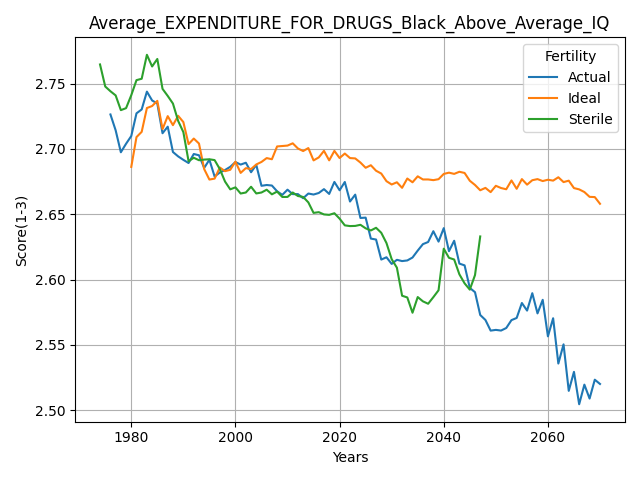 Average_EXPENDITURE_FOR_DRUGS_Black_Above_Average_IQ
Fertility
Actual
Ideal
Sterile
Score(1-3)
2.75
2.70
2.65
2.60
2.55
2.50
1980 2000 2020 2040 2060
Years